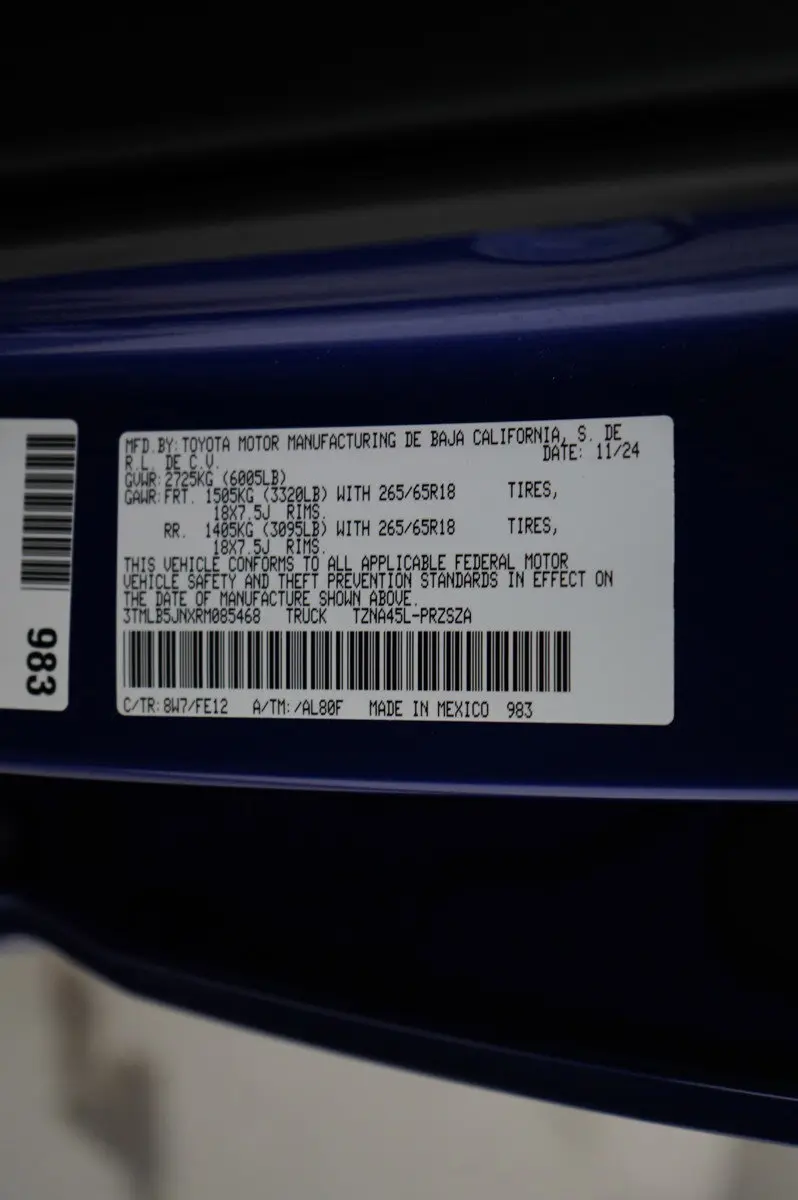 MFD.BY:TOYOTA MOTOR MANUFACTURING DE BAJA CALIFORNIA, S. DE
R.L. DE C.V. DATE: 11/24
GVWR:2725KG (6005LB)
GAWR:FRT. 1505KG (3320LB) WITH 265/65R18 TIRES,
18X7.5J RIMS.
RR. 1405KG (3095LB) WITH 265/65R18 TIRES,
18X7.5J RIMS.
THIS VEHICLE CONFORMS TO ALL APPLICABLE FEDERAL MOTOR
VEHICLE SAFETY AND THEFT PREVENTION STANDARDS IN EFFECT ON
THE DATE OF MANUFACTURE SHOWN ABOVE.
3TMLB5JNXRM085468 TRUCK TZNA45L-PRZSZA
C/TR:8W7/FE12 A/TM:/AL80F MADE IN MEXICO 983
983